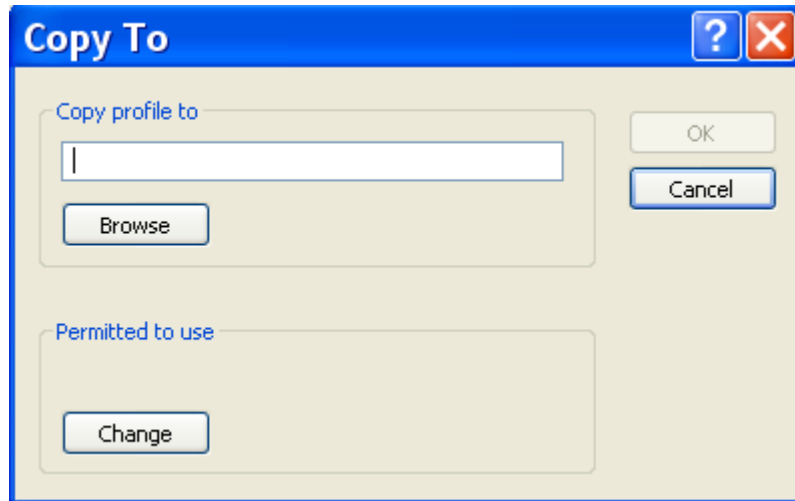 Copy To
?
Copy profile to
OK
Cancel
Browse
Permitted to use
Change